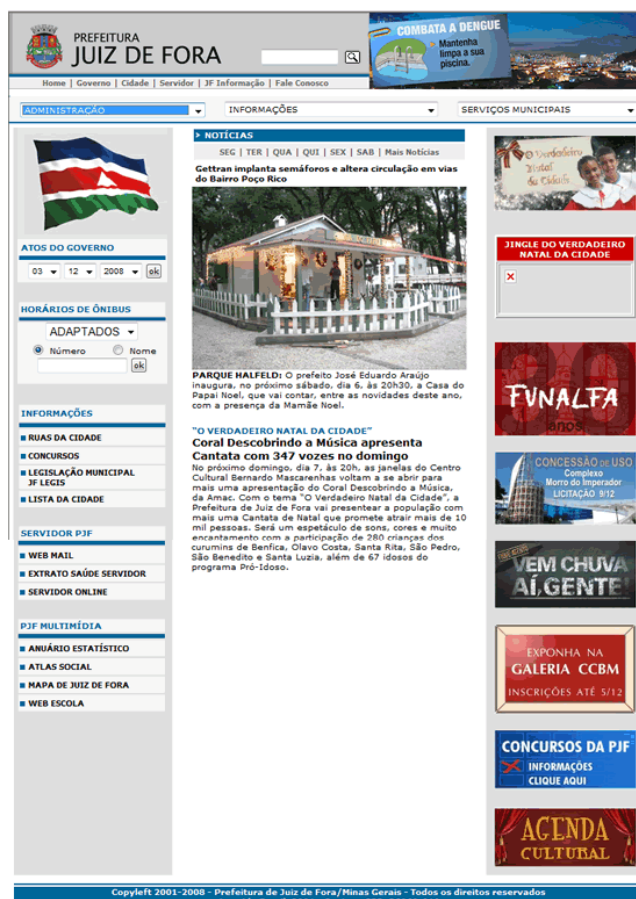 PREFEITURA
JUIZ DE FORA
COMBATA A DENGUE
Mantenha
limpa a sua
piscina.
Home | Governo | Cidade | Servidor | JF Informação | Fale Conosco
ADMINISTRAÇÃO
INFORMAÇÕES
SERVIÇOS MUNICIPAIS
ATOS DO GOVERNO
03
12
2008
ok
HORÁRIOS DE ÔNIBUS
ADAPTADOS
Número Nome
ok
INFORMAÇÕES
RUAS DA CIDADE
CONCURSOS
LEGISLAÇÃO MUNICIPAL
JF LEGIS
LISTA DA CIDADE
SERVIDOR PJF
WEB MAIL
EXTRATO SAÚDE SERVIDOR
SERVIDOR ONLINE
PJF MULTIMÍDIA
ANUÁRIO ESTATÍSTICO
ATLAS SOCIAL
MAPA DE JUIZ DE FORA
WEB ESCOLA
> NOTÍCIAS
SEG | TER | QUA | QUI | SEX | SAB | Mais Notícias
Gettran implanta semáforos e altera circulação em vias
do Bairro Poço Rico
PARQUE HALFELD: O prefeito José Eduardo Araújo
inaugura, no próximo sábado, dia 6, às 20h30, a Casa do
Papai Noel, que vai contar, entre as novidades deste ano,
com a presença da Mamãe Noel.
"O VERDADEIRO NATAL DA CIDADE"
Coral Descobrindo a Música apresenta
Cantata com 347 vozes no domingo
No próximo domingo, dia 7, às 20h, as janelas do Centro
Cultural Bernardo Mascarenhas voltam a se abrir para
mais uma apresentação do Coral Descobrindo a Música,
da Amac. Com o tema "O Verdadeiro Natal da Cidade", a
Prefeitura de Juiz de Fora vai presentear a população com
mais uma Cantata de Natal que promete atrair mais de 10
mil pessoas. Será um espetáculo de sons, cores e muito
encantamento com a participação de 280 crianças dos
curumins de Benfica, Olavo Costa, Santa Rita, São Pedro,
São Benedito e Santa Luzia, além de 67 idosos do
programa Pró-Idoso.
O Verdadeiro
Natal
da Cidade
JINGLE DO VERDADEIRO
NATAL DA CIDADE
30
FUNALFA
anos
CONCESSÃO DE USO
Complexo
Morro do Imperador
LICITAÇÃO 9/12
VEM CHUVA
AÍ,GENTE
EXPONHA NA
GALERIA CCBM
INSCRIÇÕES ATÉ 5/12
CONCURSOS DA PJF
INFORMAÇÕES
CLIQUE AQUI
AGENDA
CULTURAL
Copyleft 2001-2008 - Prefeitura de Juiz de Fora/Minas Gerais - Todos os direitos reservados